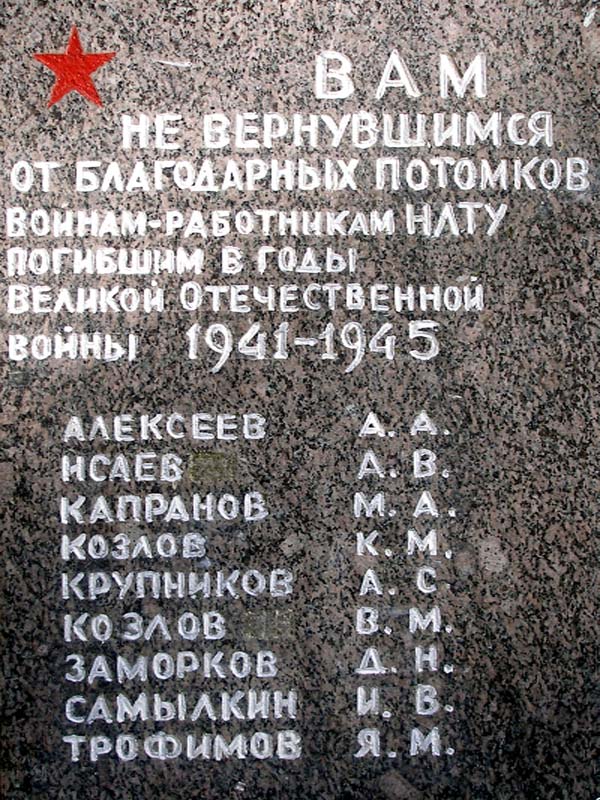 ВАМ
НЕ ВЕРНУВШИМСЯ
ОТ БЛАГОДАРНЫХ ПОТОМКОВ
ВОИНАМ-РАБОТНИКАМ НЛТУ
ПОГИБШИМ В ГОДЫ
ВЕЛИКОЙ ОТЕЧЕСТВЕННОЙ
ВОЙНЫ 1941-1945
АЛЕКСЕЕВ А. А.
НСАЕВ А. В.
КАПРАНОВ М. А.
КОЗЛОВ К. М.
КРУПНИКОВ А. С
КОЗЛОВ В. М.
ЗАМОРКОВ Д. Н.
САМЫЛКИН И. В.
ТРОФИМОВ Я. М.